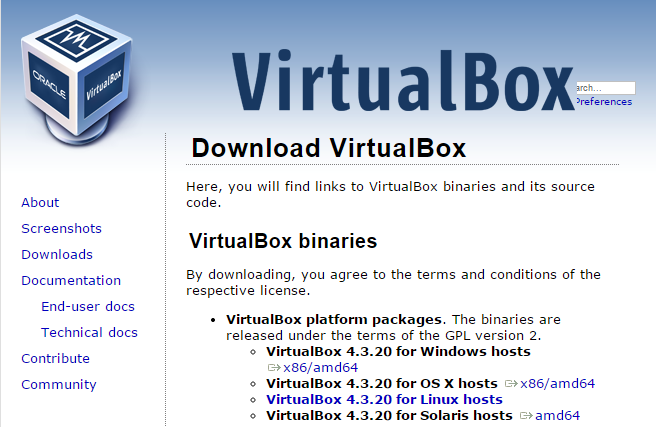 ORACLE
VirtualBox
VirtualBox
arch...
Preferences
About
Screenshots
Downloads
Documentation
End-user docs
Technical docs
Contribute
Community
Download VirtualBox
Here, you will find links to VirtualBox binaries and its source
code.
VirtualBox binaries
By downloading, you agree to the terms and conditions of the
respective license.
• VirtualBox platform packages. The binaries are
released under the terms of the GPL version 2.
◦ VirtualBox 4.3.20 for Windows hosts
x86/amd64
◦ VirtualBox 4.3.20 for OS X hosts x86/amd64
◦ VirtualBox 4.3.20 for Linux hosts
◦ VirtualBox 4.3.20 for Solaris hosts amd64